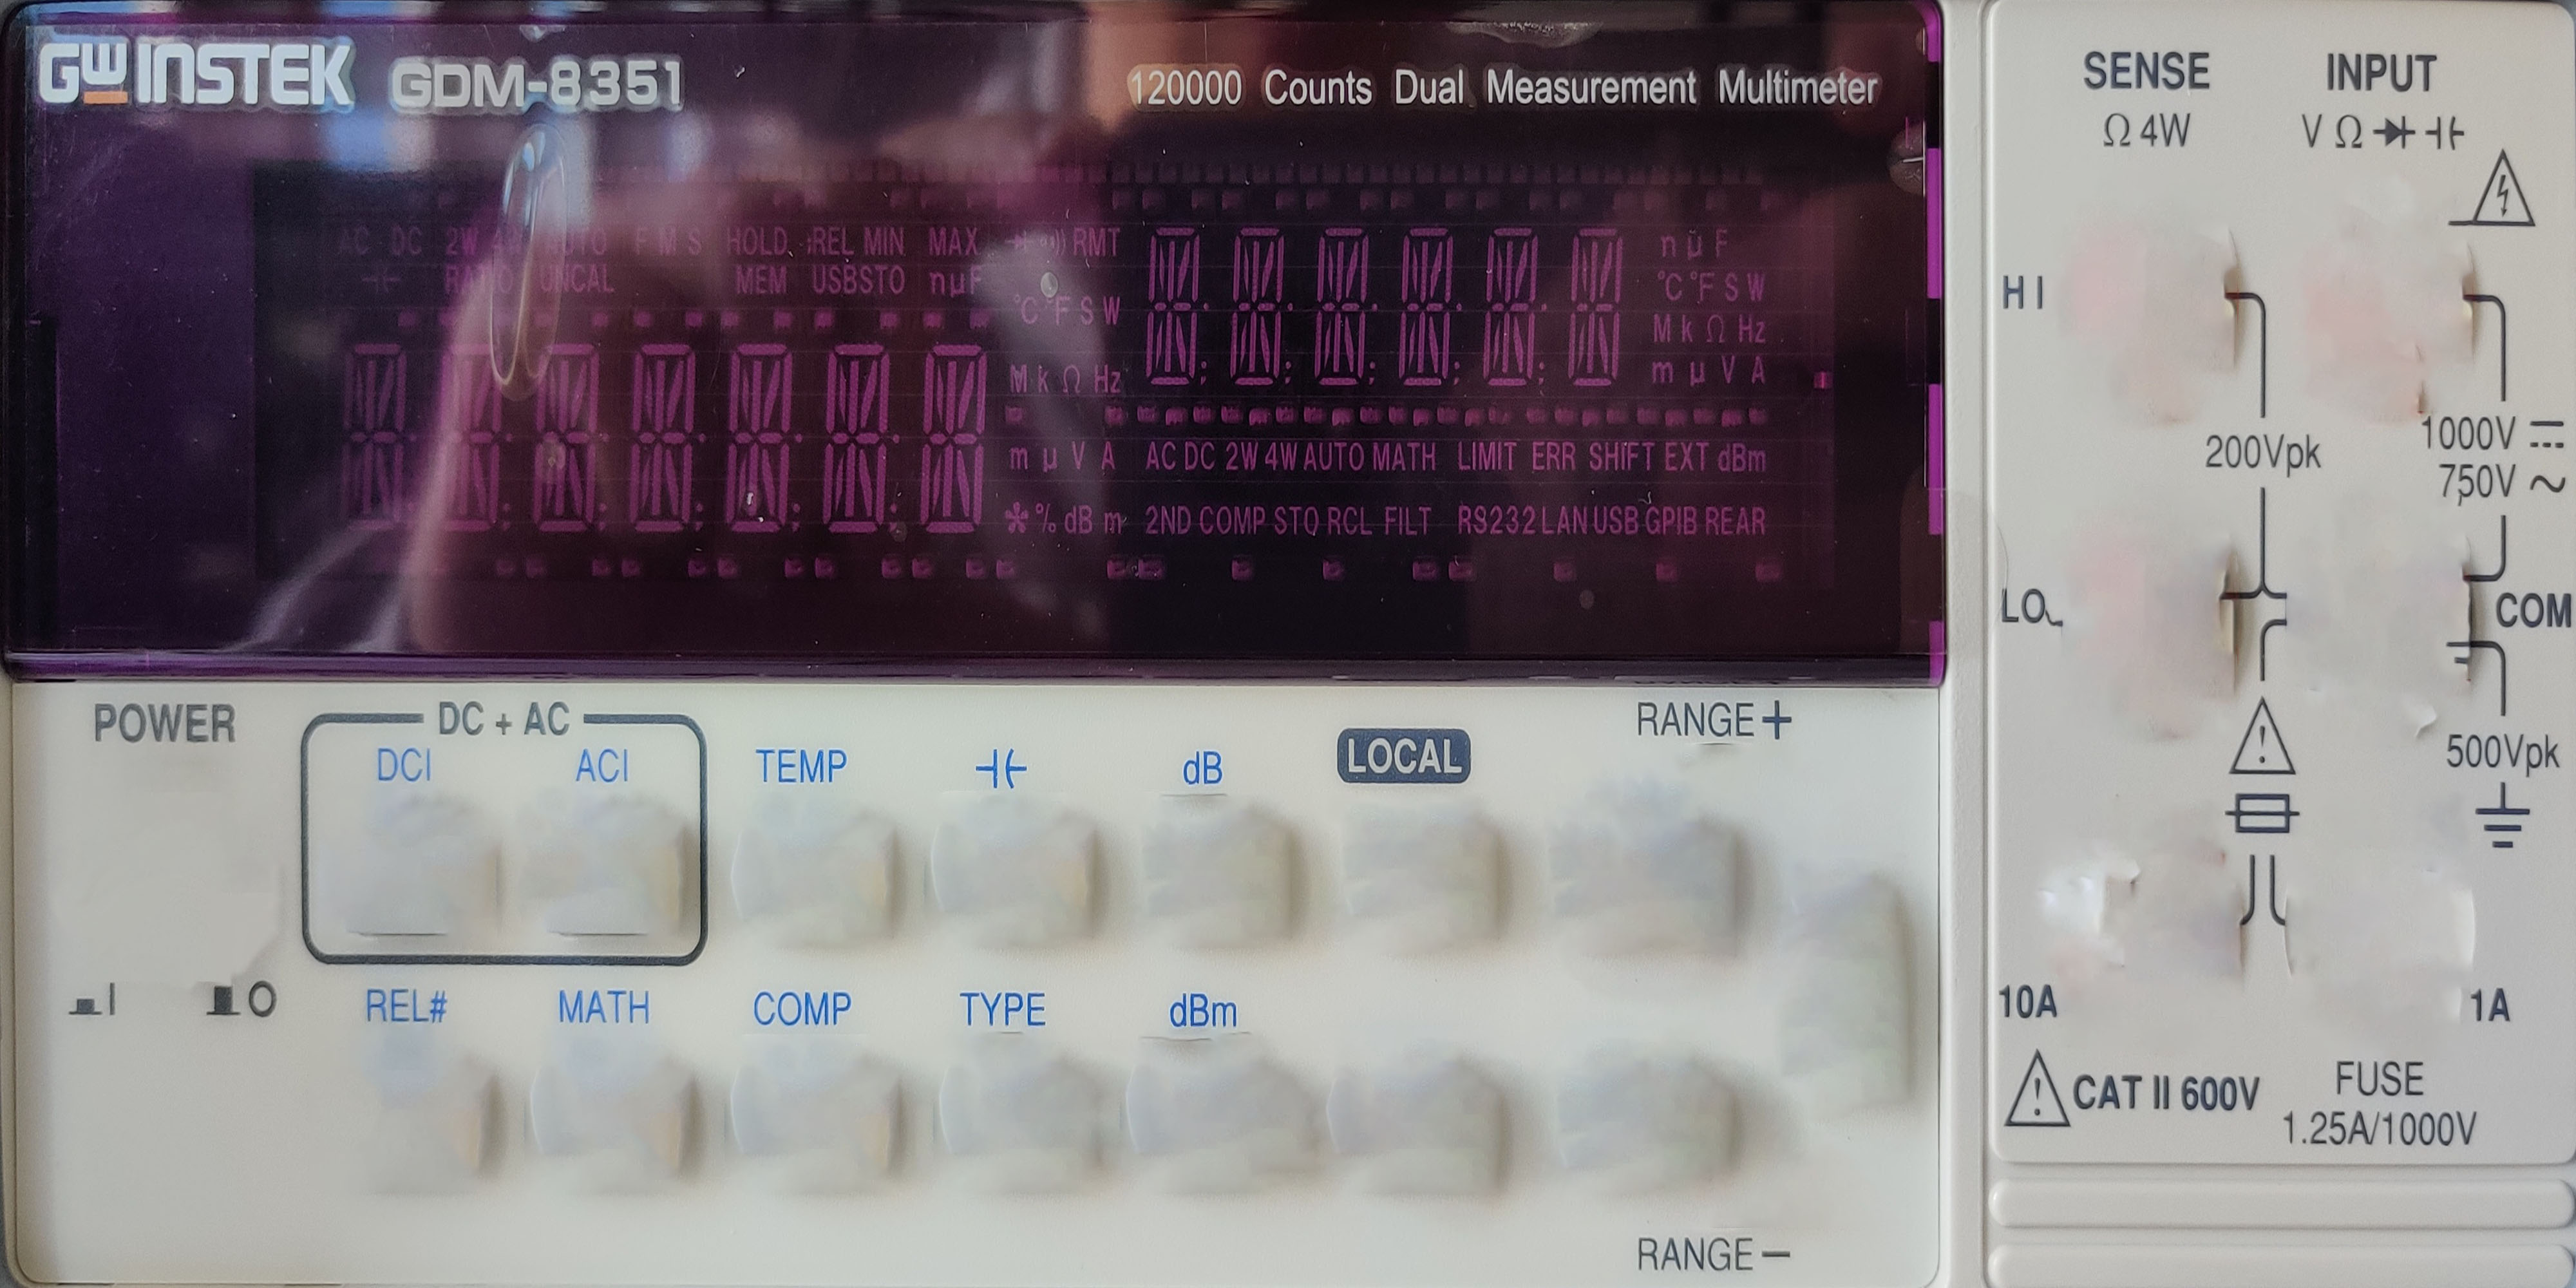 GWINSTEK GDM-8351
120000 Counts Dual Measurement Multimeter
AC DC 2W AUTO F M S HOLD REL MIN MAX RMT
UNCAL MEM USBSTO nµF
°C °F S W
M k Ω Hz
m µ V A
% dB m
n µ F
°C °F S W
M k Ω Hz
m µ V A
AC DC 2W 4W AUTO MATH LIMIT ERR SHIFT EXT dBm
2ND COMP STO RCL FILT RS232 LAN USB GPIB REAR
POWER
DC + AC
DCI ACI TEMP dB LOCAL
RANGE +
I O
REL# MATH COMP TYPE dBm
RANGE −
SENSE INPUT
Ω 4W V Ω
HI
200Vpk
1000V
750V ~
LO COM
500Vpk
10A 1A
CAT II 600V
FUSE
1.25A/1000V